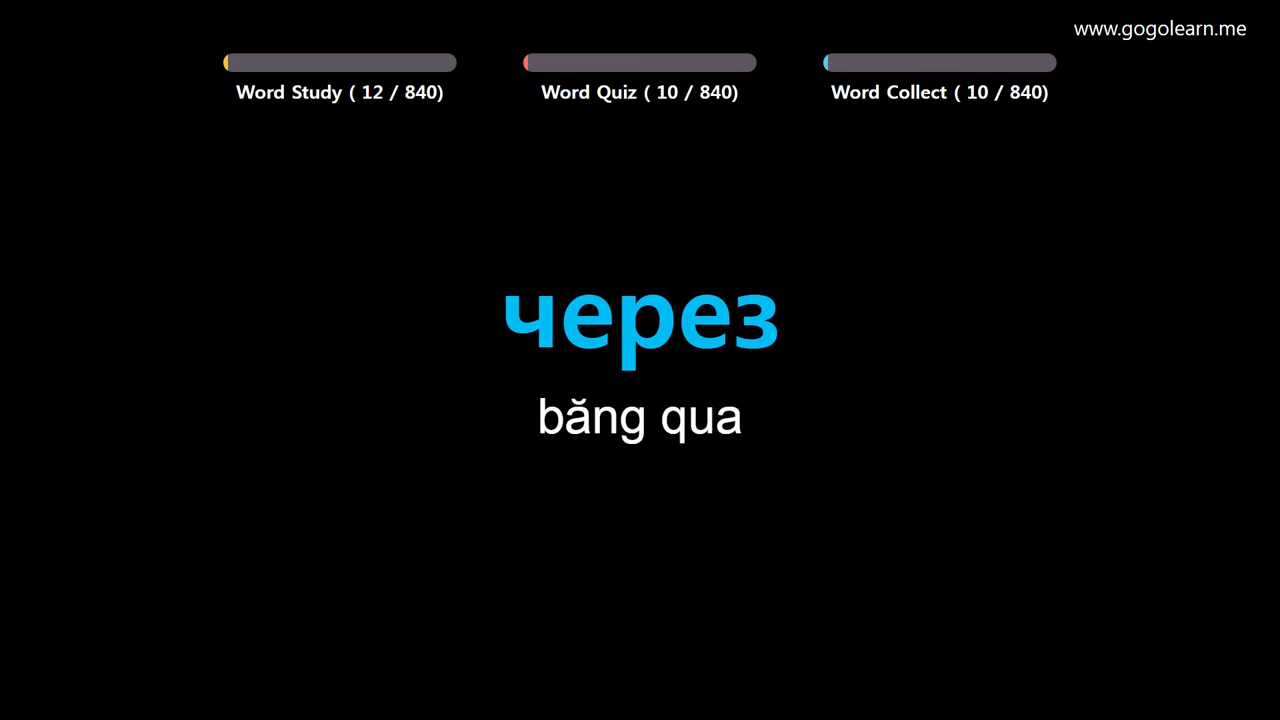 www.gogolearn.me
Word Study ( 12 / 840)
Word Quiz ( 10 / 840)
Word Collect ( 10 / 840)
через
băng qua